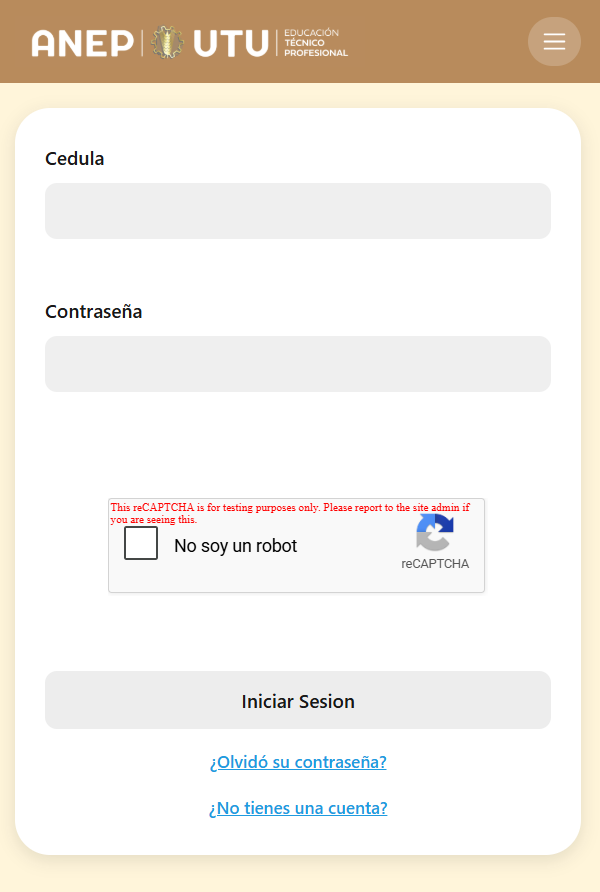 ANEP UTU EDUCACIÓN
TÉCNICO
PROFESIONAL
Cedula
Contraseña
This reCAPTCHA is for testing purposes only. Please report to the site admin if
you are seeing this.
No soy un robot
reCAPTCHA
Iniciar Sesion
¿Olvidó su contraseña?
¿No tienes una cuenta?